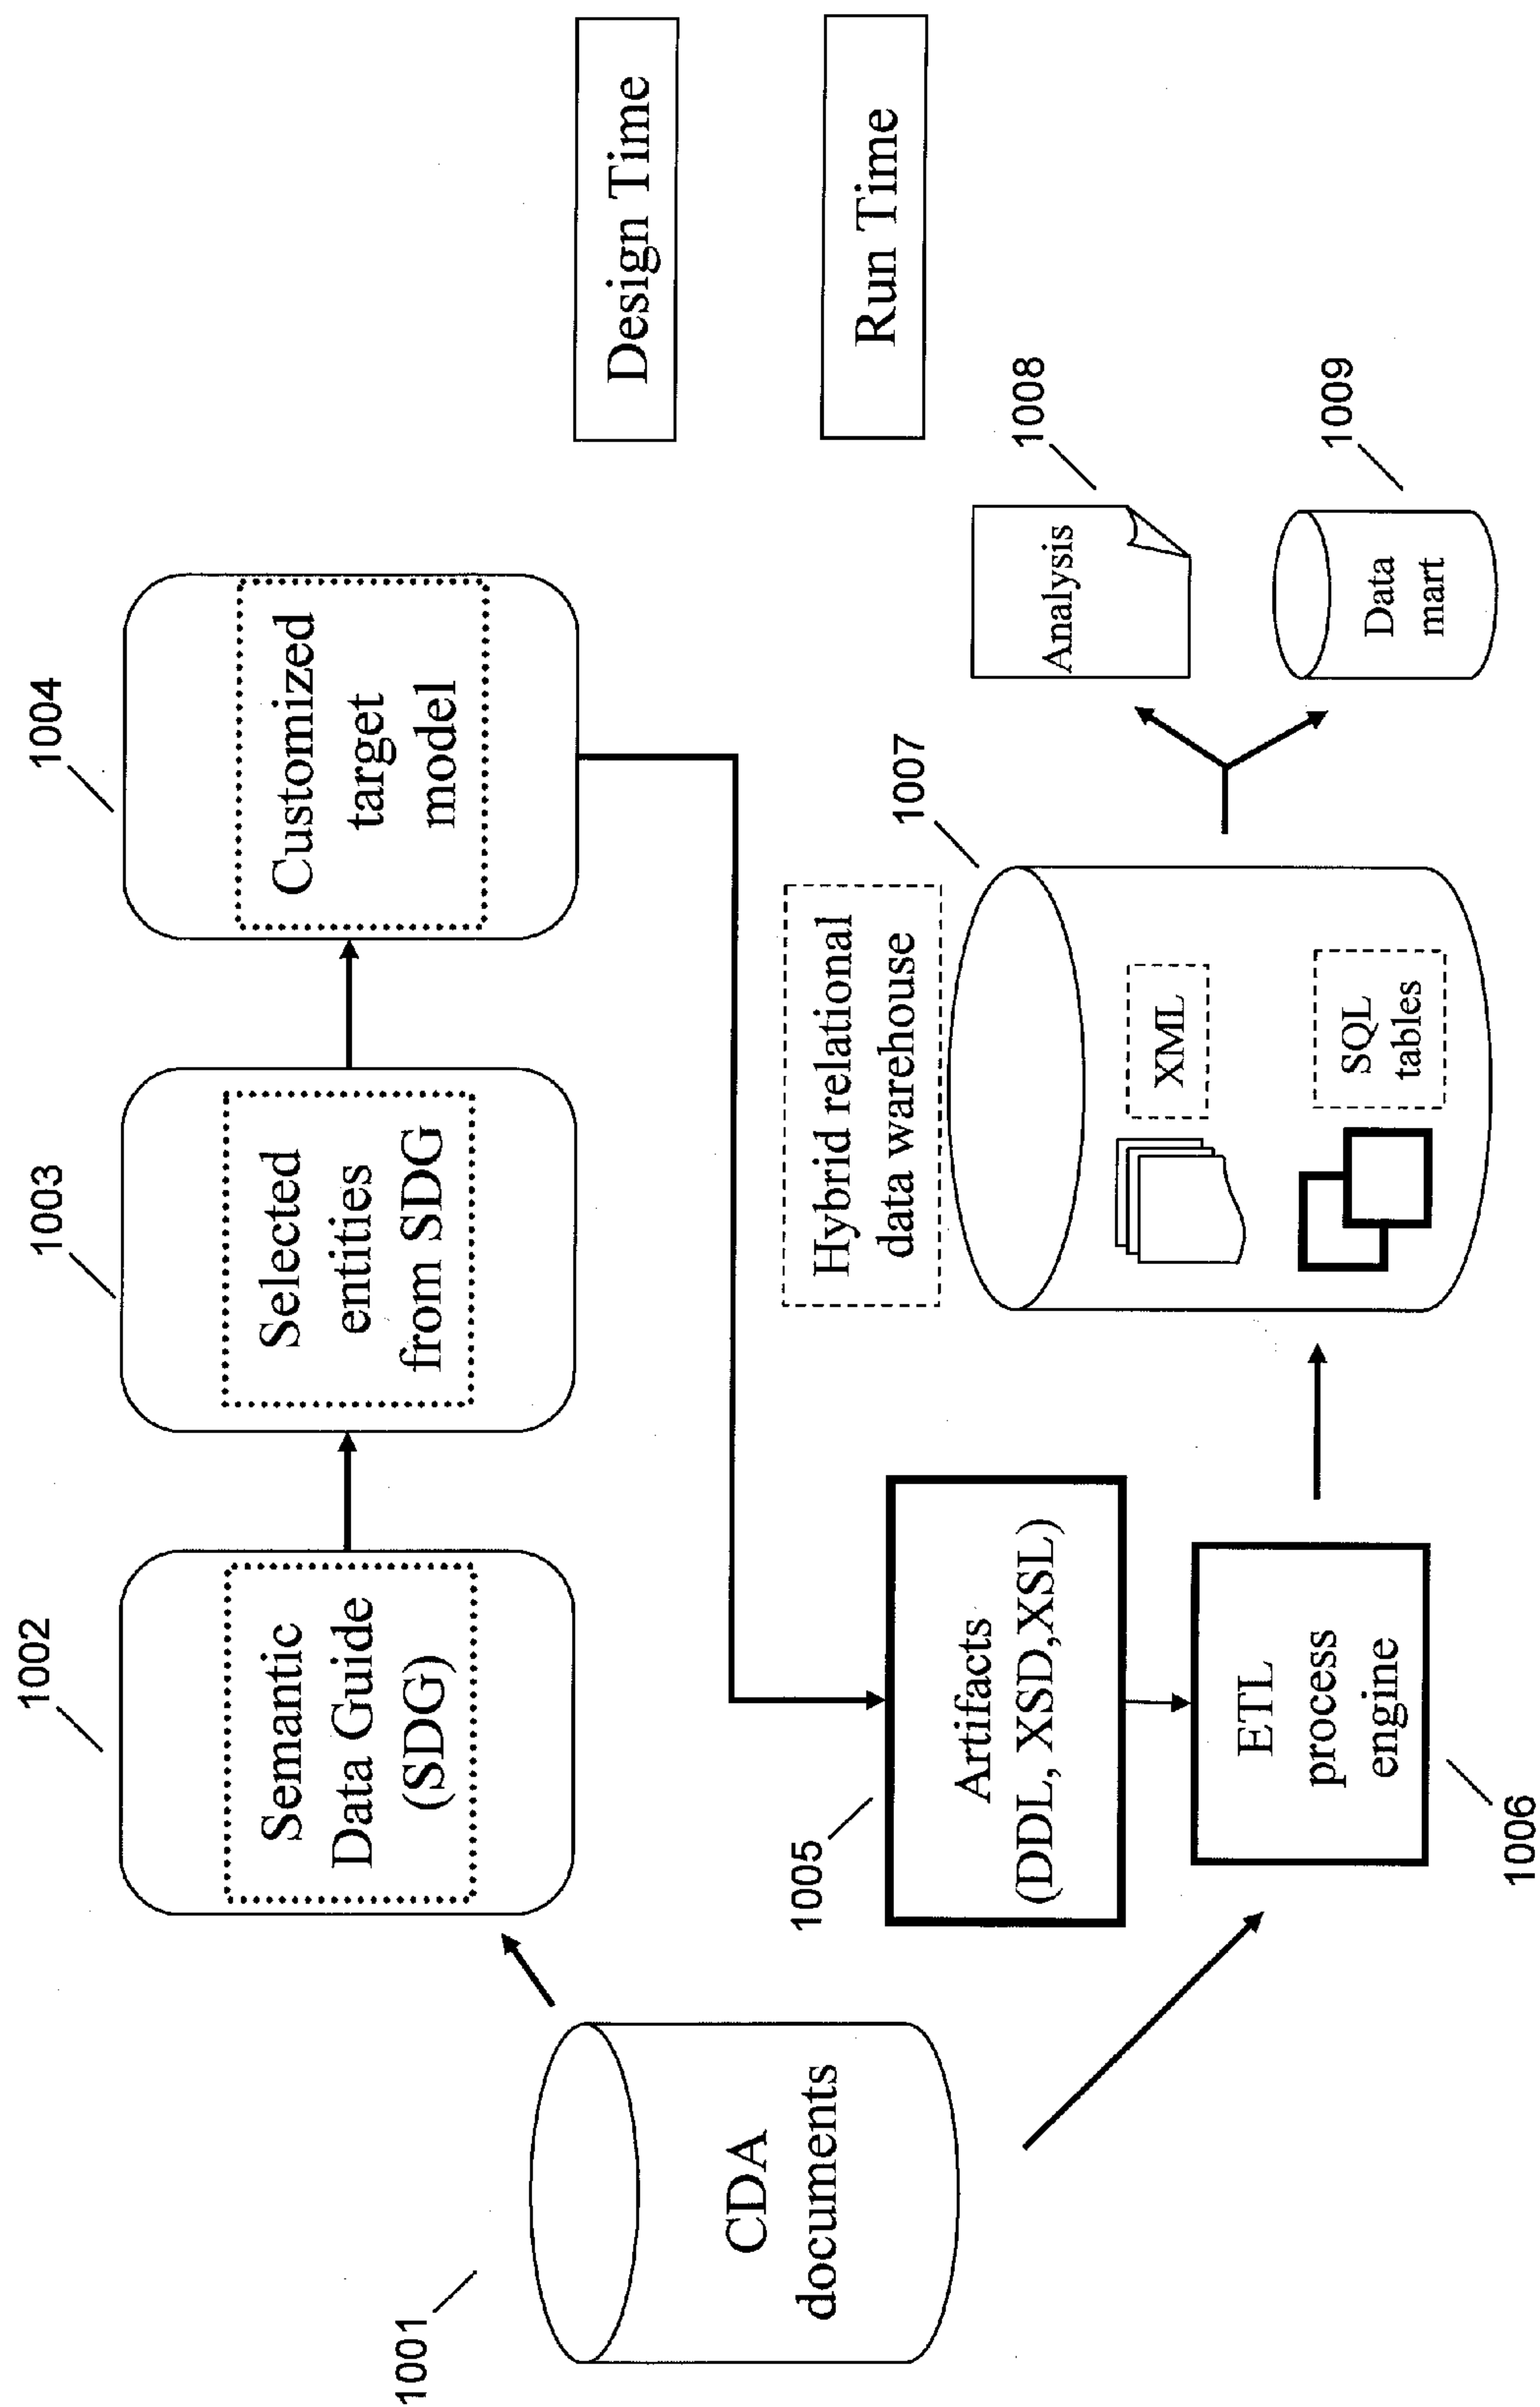 1002
Semantic
Data Guide
(SDG)
1003
Selected
entities
from SDG
1004
Customized
target
model
Design Time
Run Time
1001
CDA
documents
1005
Artifacts
(DDL, XSD,XSL)
ETL
process
engine
1006
Hybrid relational
data warehouse
1007
XML
SQL
tables
1008
Analysis
1009
Data
mart